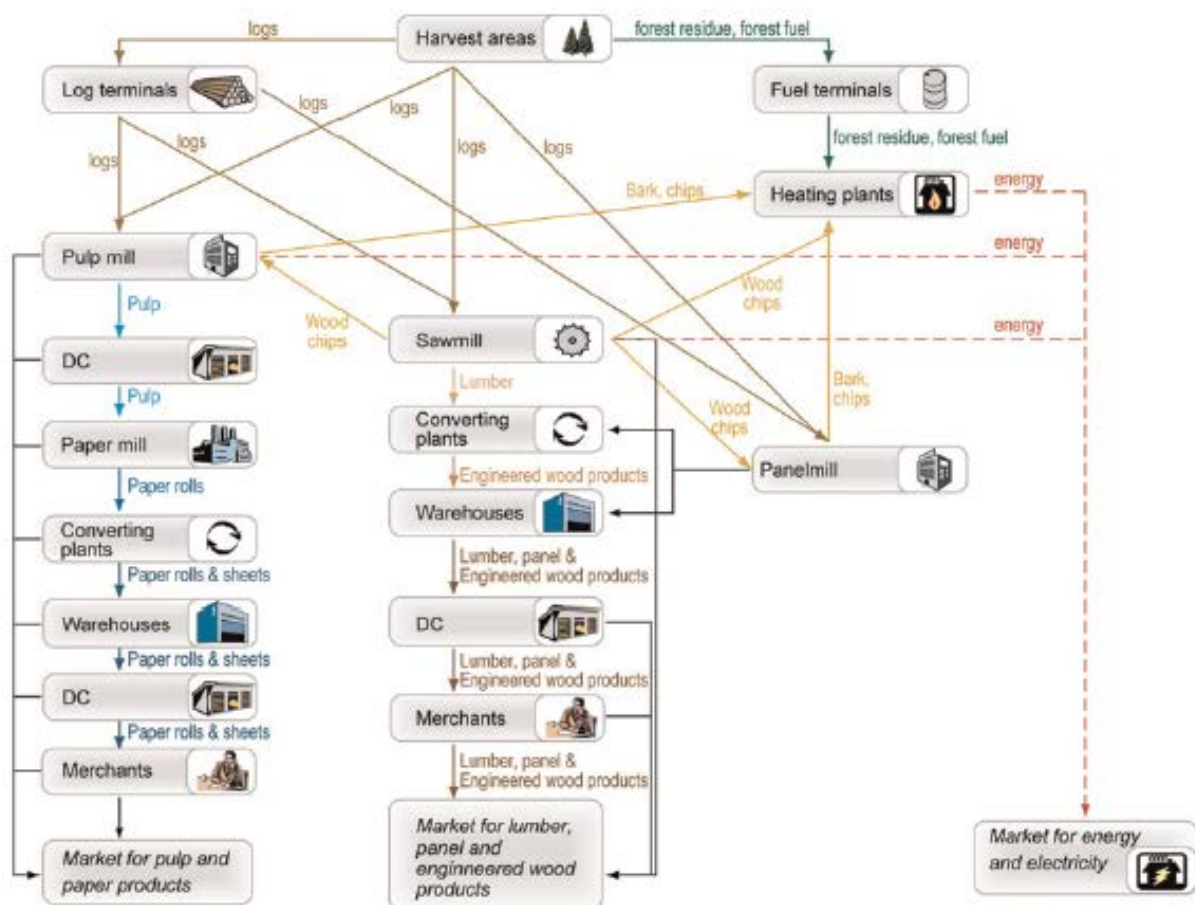 logs
Harvest areas
forest residue, forest fuel
Log terminals
Fuel terminals
logs
logs
logs
logs
logs
logs
forest residue, forest fuel
Bark, chips
Heating plants
energy
Pulp mill
energy
Pulp
Wood
chips
Sawmill
Wood
chips
energy
DC
Lumber
Pulp
Converting
plants
Wood
chips
Bark,
chips
Paper mill
Engineered wood products
Panelmill
Paper rolls
Warehouses
Converting
plants
Lumber, panel &
Engineered wood products
Paper rolls & sheets
Warehouses
DC
Paper rolls & sheets
Lumber, panel &
Engineered wood products
DC
Merchants
Paper rolls & sheets
Lumber, panel &
Engineered wood products
Merchants
Market for lumber,
panel and
enginneered wood
products
Market for pulp and
paper products
Market for energy
and electricity